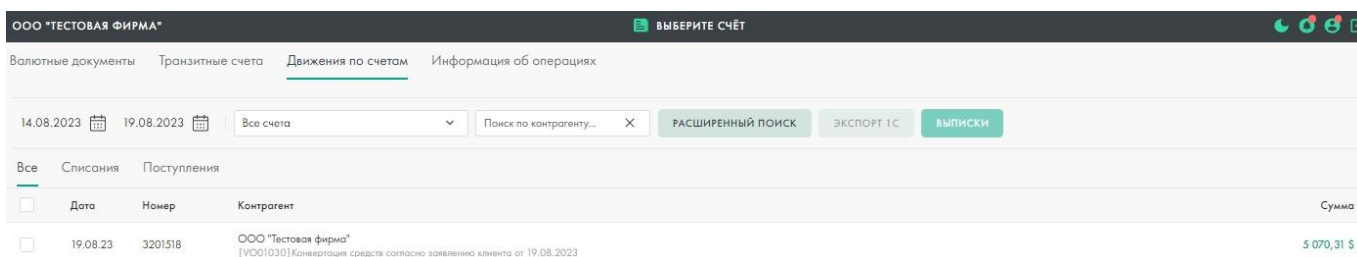 ООО "ТЕСТОВАЯ ФИРМА" ВЫБЕРИТЕ СЧЁТ
Валютные документы Транзитные счета Движения по счетам Информация об операциях
14.08.2023 19.08.2023 Все счета Поиск по контрагенту... РАСШИРЕННЫЙ ПОИСК ЭКСПОРТ 1С ВЫПИСКИ
Все Списания Поступления
Дата Номер Контрагент Сумма
19.08.23 3201518 ООО "Тестовая фирма" 5 070,31 $
{VO01030}Конвертация средств согласно заявлению клиента от 19.08.2023